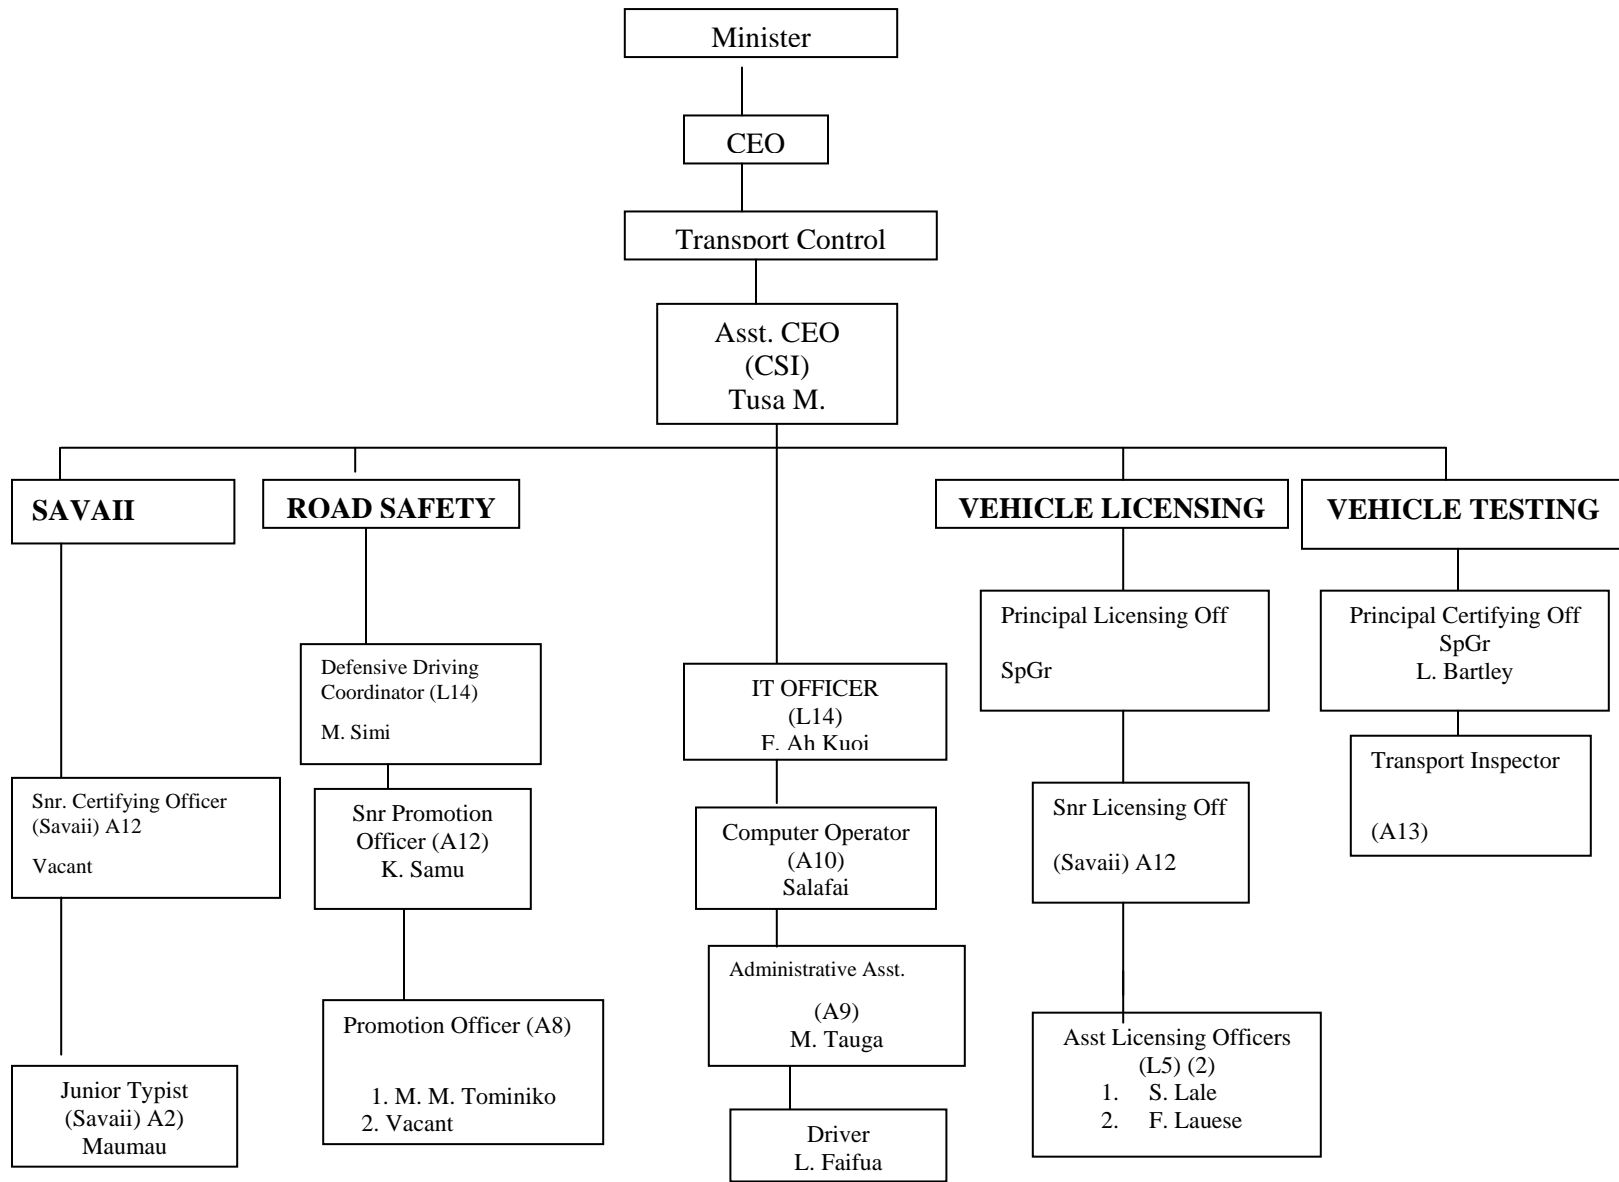 Minister
CEO
Transport Control
Asst. CEO
(CSI)
Tusa M.
SAVAII
ROAD SAFETY
VEHICLE LICENSING
VEHICLE TESTING
Snr. Certifying Officer
(Savaii) A12
Vacant
Junior Typist
(Savaii) A2)
Maumau
Defensive Driving
Coordinator (L14)
M. Simi
Snr Promotion
Officer (A12)
K. Samu
Promotion Officer (A8)
1. M. M. Tominiko
2. Vacant
IT OFFICER
(L14)
F. Ah Kuoi
Computer Operator
(A10)
Salafai
Administrative Asst.
(A9)
M. Tauga
Driver
L. Faifua
Principal Licensing Off
SpGr
Snr Licensing Off
(Savaii) A12
Asst Licensing Officers
(L5) (2)
1. S. Lale
2. F. Lauese
Principal Certifying Off
SpGr
L. Bartley
Transport Inspector
(A13)